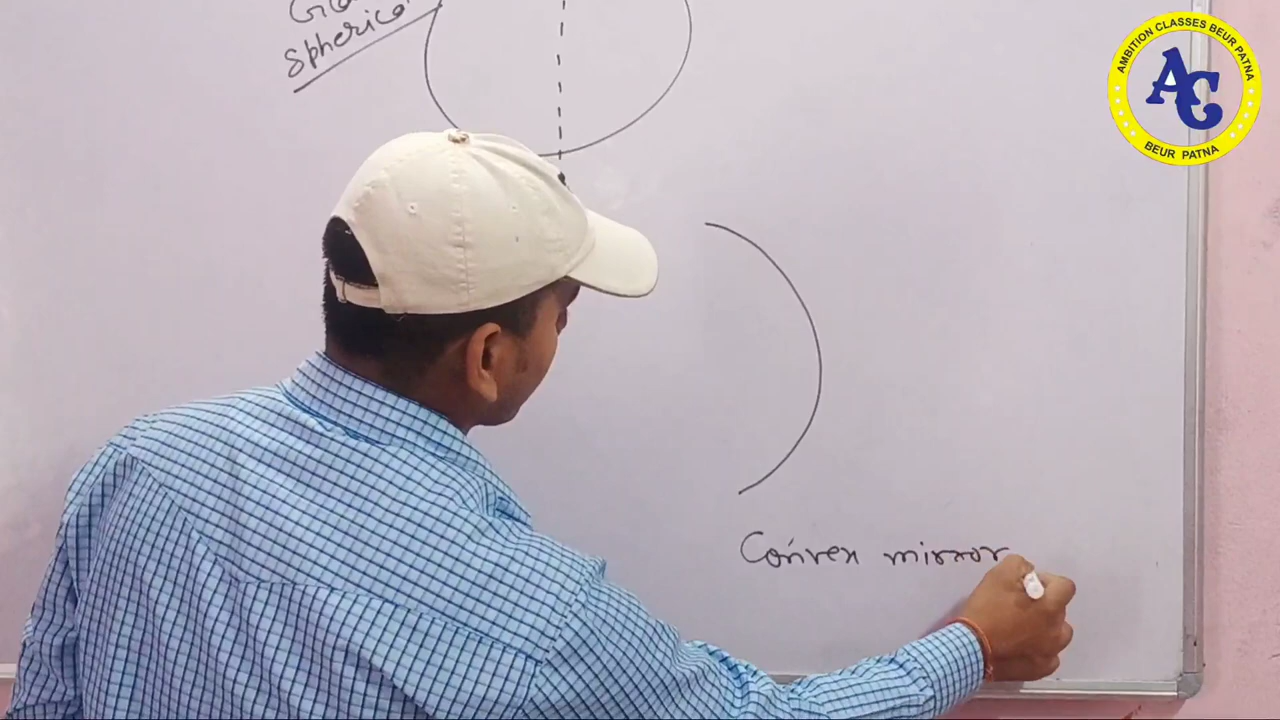 spherical
Convex mirror
AMBITION CLASSES BEUR PATNA
AC
BEUR PATNA